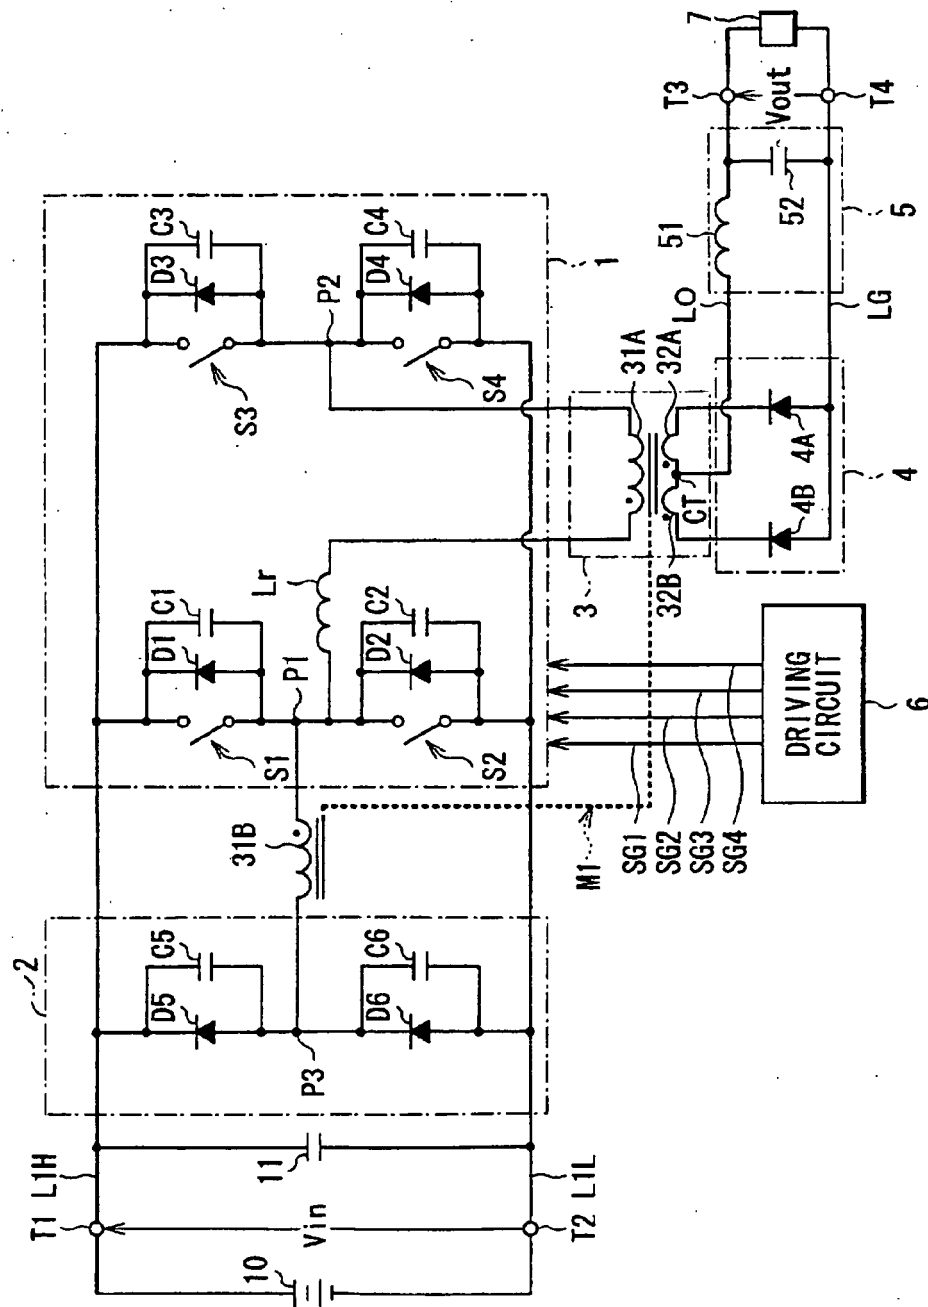 T1
L1H
10
Vin
11
T2
L1L
2
D5
C5
P3
D6
C6
31B
M1
S1
D1
C1
P1
Lr
S2
D2
C2
S3
D3
C3
P2
S4
D4
C4
1
3
31A
32A
32B
CT
4A
4B
4
LO
LG
51
52
5
T3
Vout
T4
7
SG1
SG2
SG3
SG4
DRIVING
CIRCUIT
6